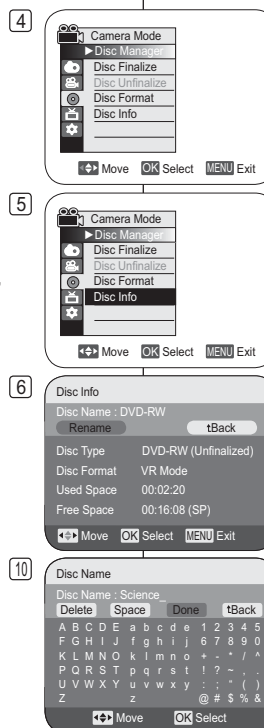 4
Camera Mode
►Disc Manager
Disc Finalize
Disc Unfinalize
Disc Format
Disc Info
Move OK Select MENU Exit
5
Camera Mode
►Disc Manager
Disc Finalize
Disc Unfinalize
Disc Format
Disc Info
Move OK Select MENU Exit
6
Disc Info
Disc Name : DVD-RW
Rename tBack
Disc Type DVD-RW (Unfinalized)
Disc Format VR Mode
Used Space 00:02:20
Free Space 00:16:08 (SP)
Move OK Select MENU Exit
10
Disc Name
Disc Name : Science_
Delete Space Done tBack
A B C D E a b c d e 1 2 3 4 5
F G H I J f g h i j 6 7 8 9 0
K L M N O k l m n o + - * / ^
P Q R S T p q r s t ! ? ~ , .
U V W X Y u v w x y : ; " ( )
Z z @ # $ % &
Move OK Select